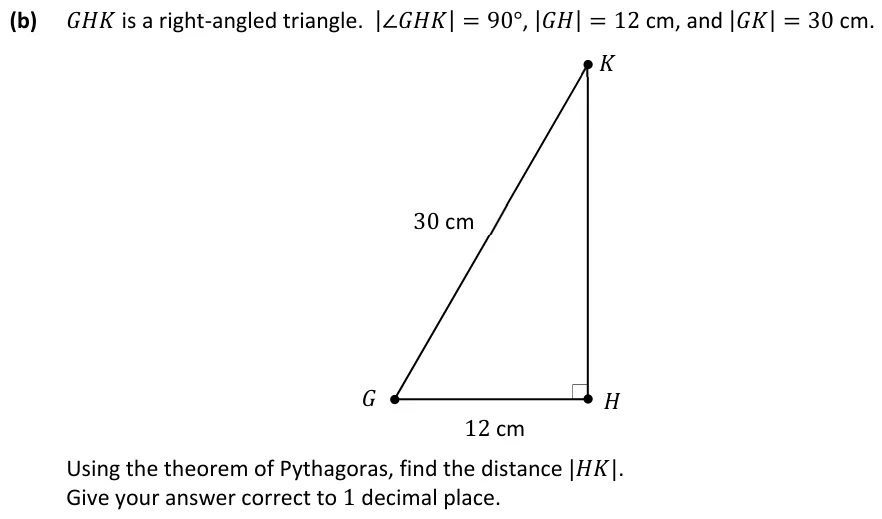 (b) GHK is a right-angled triangle. |∠GHK| = 90°, |GH| = 12 cm, and |GK| = 30 cm.
K
30 cm
G
H
12 cm
Using the theorem of Pythagoras, find the distance |HK|.
Give your answer correct to 1 decimal place.